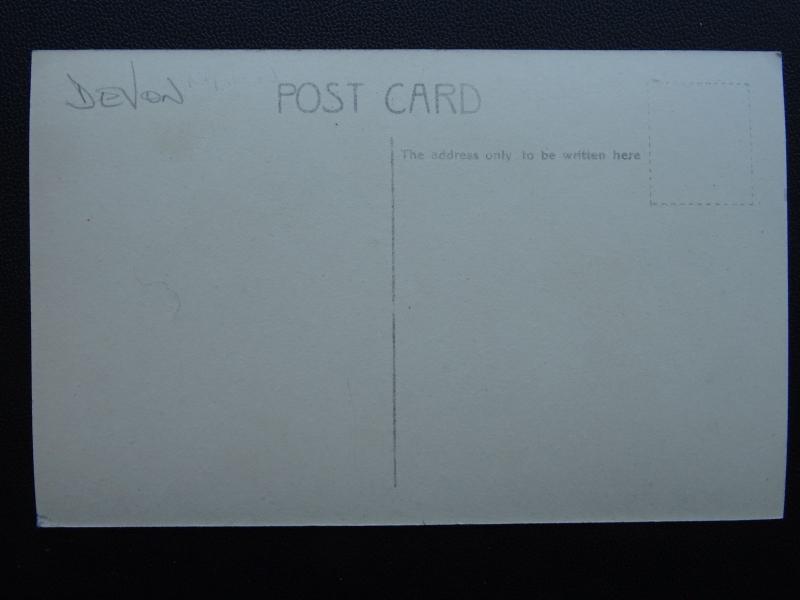 DEVON
POST CARD
The address only to be written here